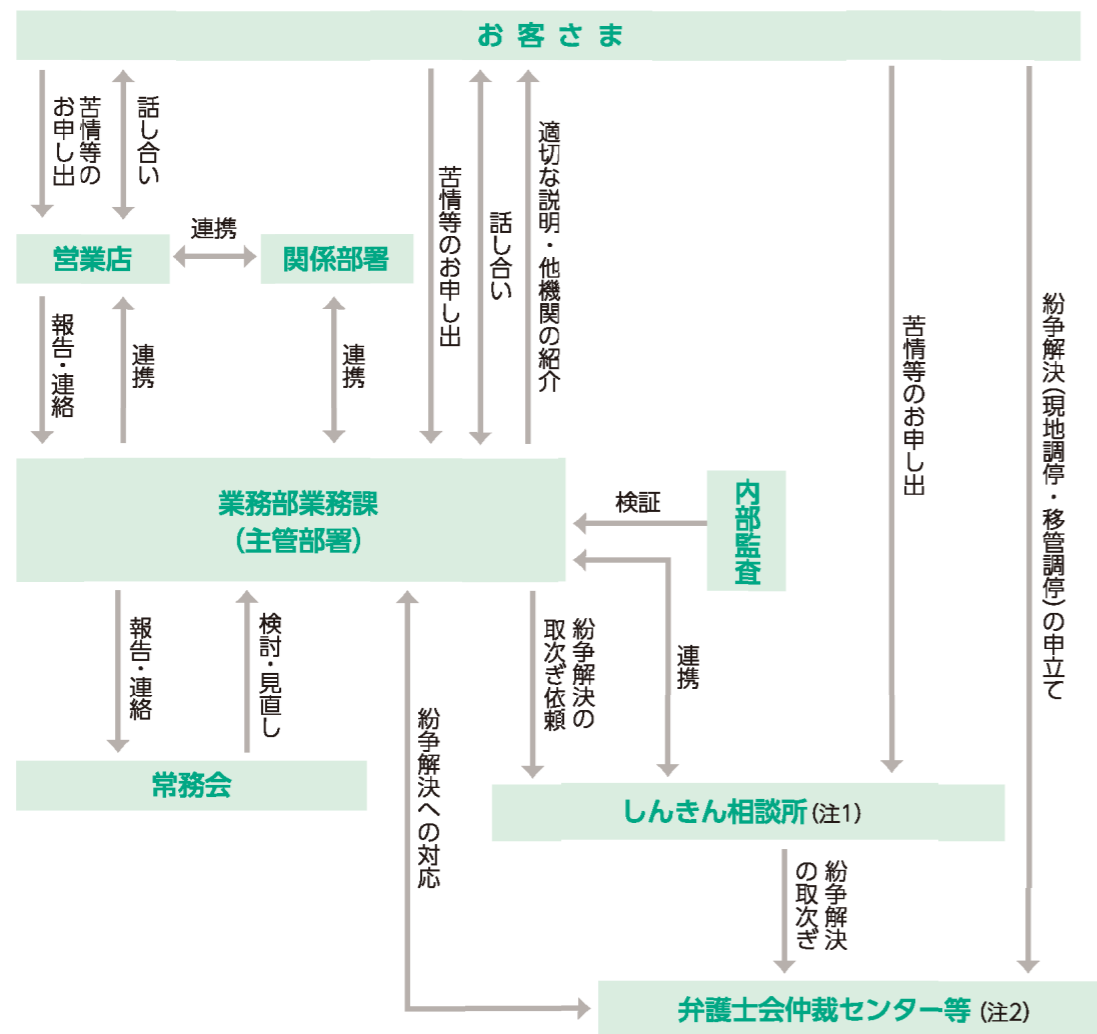 お客さま
苦情等の
お申し出
話し合い
苦情等のお申し出
話し合い
適切な説明・他機関の紹介
苦情等のお申し出
紛争解決(現地調停・移管調停)の申立て
営業店
連携
関係部署
報告・連絡
連携
連携
業務部業務課
(主管部署)
検証
内部監査
報告・連絡
検討・見直し
紛争解決への対応
紛争解決の
取次ぎ依頼
連携
常務会
しんきん相談所(注1)
紛争解決
の取次ぎ
弁護士会仲裁センター等(注2)